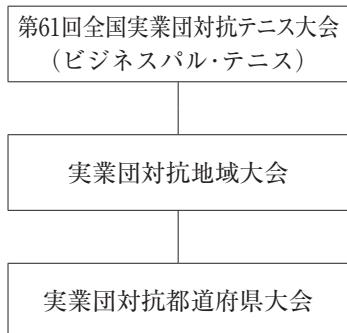 第61回全国実業団対抗テニス大会
（ビジネスパル・テニス）
実業団対抗地域大会
実業団対抗都道府県大会